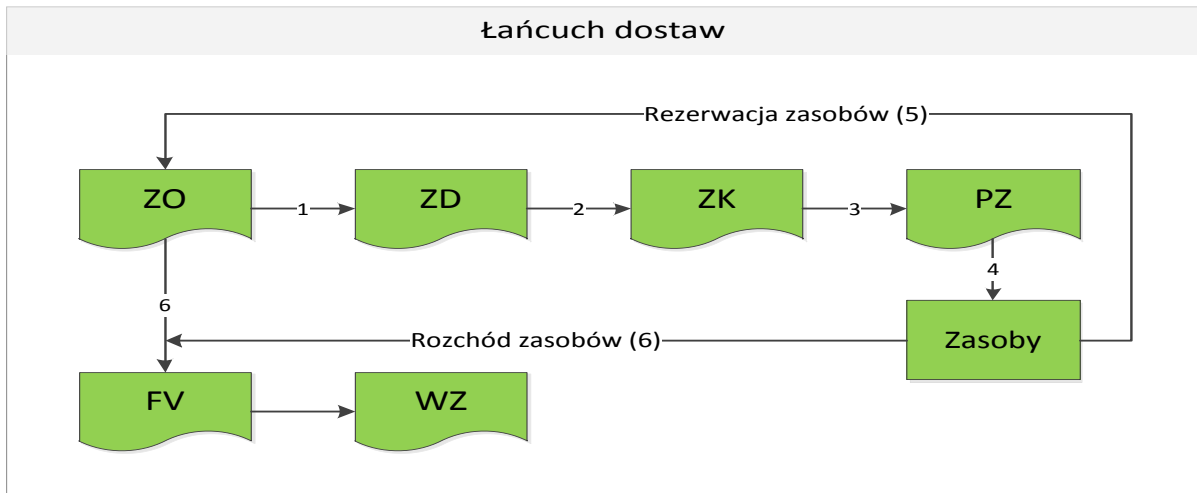 Łańcuch dostaw
Rezerwacja zasobów (5)
ZO
1
ZD
2
ZK
3
PZ
4
6
Rozchód zasobów (6)
Zasoby
FV
WZ